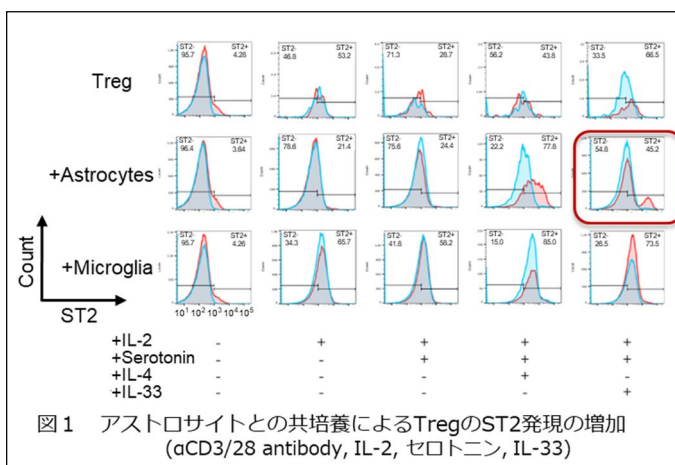 ST2- 95.7 ST2+ 4.26
ST2- 46.8 ST2+ 53.2
ST2- 71.3 ST2+ 28.7
ST2- 56.2 ST2+ 43.8
ST2- 33.5 ST2+ 66.5
Treg
ST2- 96.4 ST2+ 3.64
ST2- 78.6 ST2+ 21.4
ST2- 75.6 ST2+ 24.4
ST2- 22.2 ST2+ 77.8
ST2- 54.8 ST2+ 45.2
+Astrocytes
ST2- 95.7 ST2+ 4.26
ST2- 34.3 ST2+ 65.7
ST2- 41.8 ST2+ 58.2
ST2- 15.0 ST2+ 85.0
ST2- 26.5 ST2+ 73.5
+Microglia
Count
ST2
10¹ 10² 10³ 10⁴ 10⁵
+IL-2 - + + + +
+Serotonin - - + + +
+IL-4 - - - + -
+IL-33 - - - - +
図1 アストロサイトとの共培養によるTregのST2発現の増加
(αCD3/28 antibody, IL-2, セロトニン, IL-33)